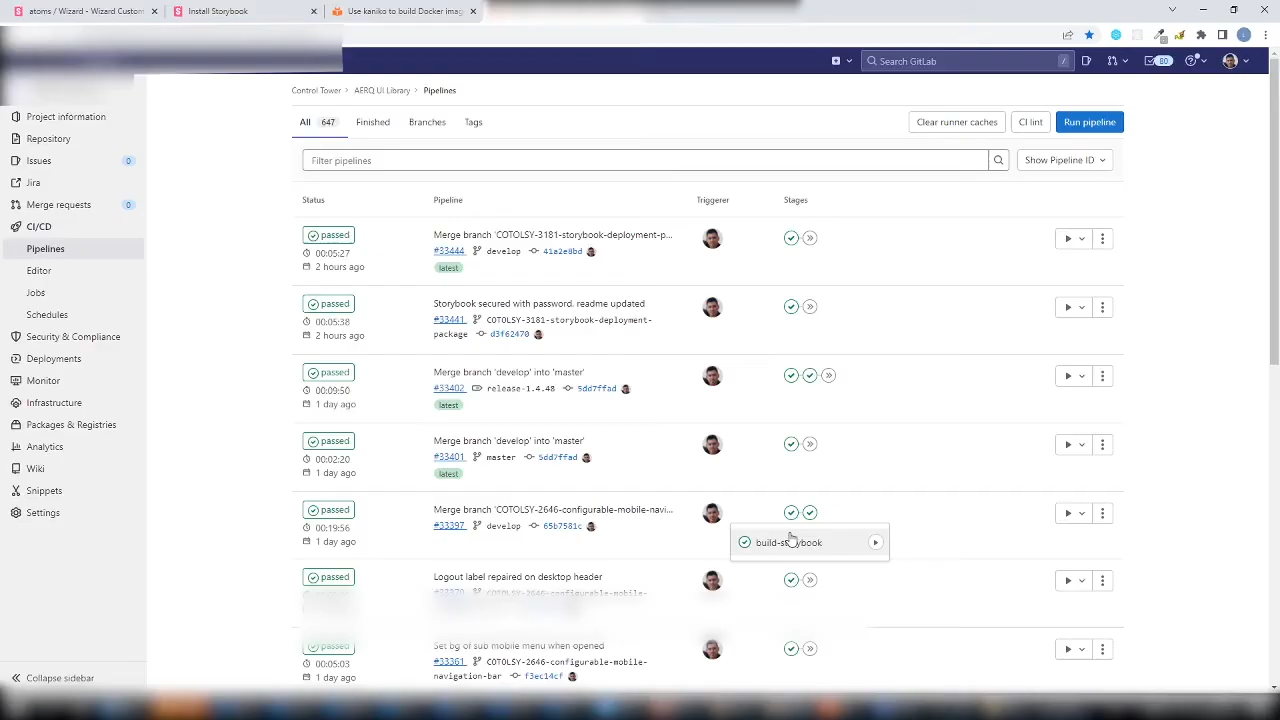 atoms / Wizard - Wizard Custom
Install Storybook
Use kaniko to build Docker imag
Search GitLab /
80
Control Tower > AERQ UI Library > Pipelines
Project information
Repository
Issues 0
Jira
Merge requests 0
CI/CD
Pipelines
Editor
Jobs
Schedules
Security & Compliance
Deployments
Monitor
Infrastructure
Packages & Registries
Analytics
Wiki
Snippets
Settings
Collapse sidebar
All 647 Finished Branches Tags
Clear runner caches CI lint Run pipeline
Filter pipelines Show Pipeline ID
Status Pipeline Triggerer Stages
passed
00:05:27
2 hours ago
Merge branch 'COTOLSY-3181-storybook-deployment-p...
#33444 develop 41a2e8bd
latest
passed
00:05:38
2 hours ago
Storybook secured with password. readme updated
#33441 COTOLSY-3181-storybook-deployment-
package d3f62470
passed
00:09:50
1 day ago
Merge branch 'develop' into 'master'
#33402 release-1.4.48 5dd7ffad
latest
passed
00:02:20
1 day ago
Merge branch 'develop' into 'master'
#33401 master 5dd7ffad
latest
passed
00:19:56
1 day ago
Merge branch 'COTOLSY-2646-configurable-mobile-navi...
#33397 develop 65b7581c
build-storybook
passed
Logout label repaired on desktop header
COTOLSY-2646-configurable-mobile-
passed
00:05:03
1 day ago
Set bg of sub mobile menu when opened
#33361 COTOLSY-2646-configurable-mobile-
navigation-bar f3ec14cf